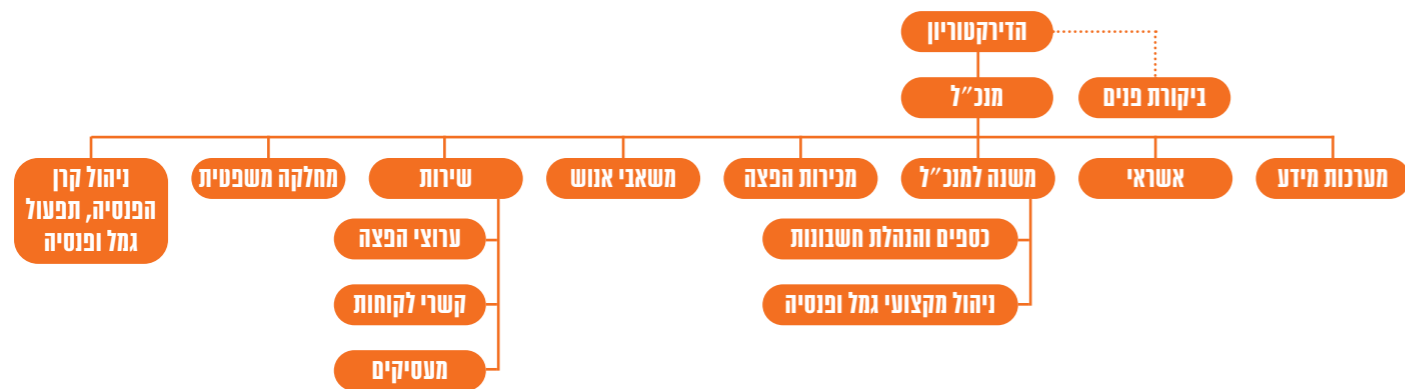 הדירקטוריון
מנכ״ל
ביקורת פנים
מערכות מידע
אשראי
משנה למנכ״ל
מכירות הפצה
משאבי אנוש
שירות
מחלקה משפטית
ניהול קרן
הפנסיה, תפעול
גמל ופנסיה
כספים והנהלת חשבונות
ניהול מקצועי גמל ופנסיה
ערוצי הפצה
קשרי לקוחות
מעסיקים